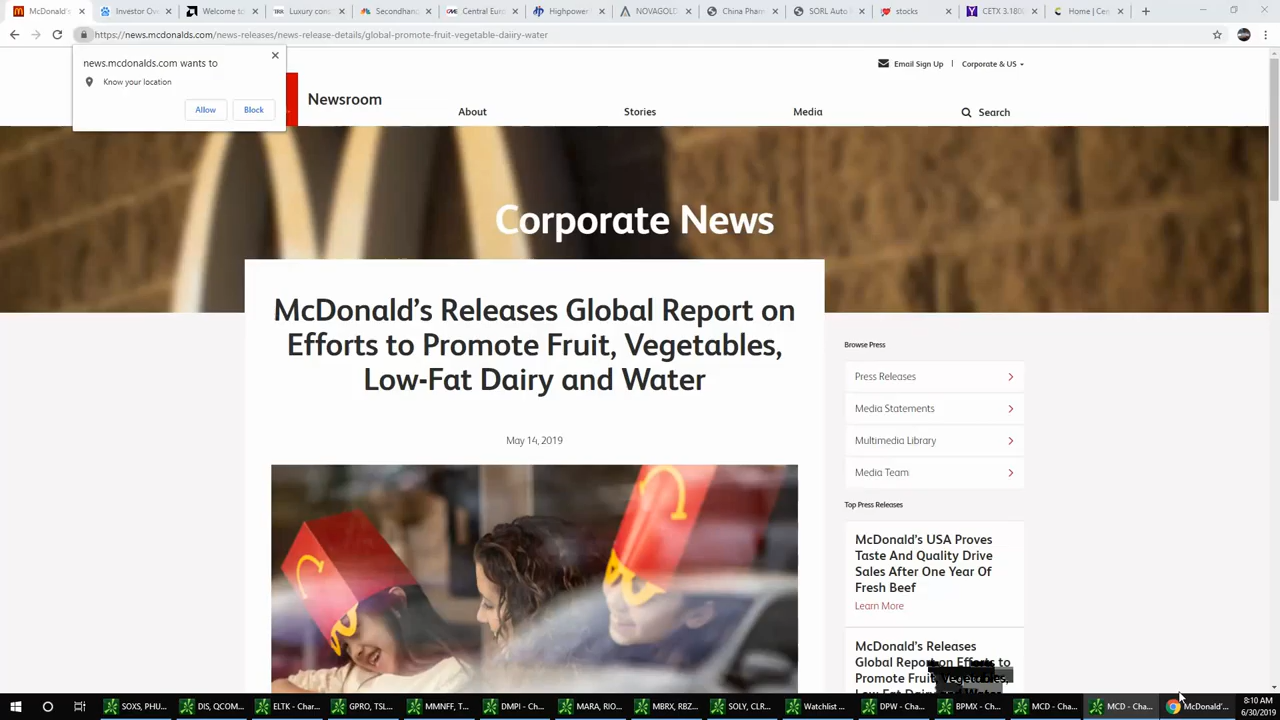 McDonald's
Investor Ov
Welcome to
Luxury cong
Secondhanc
Central Euro
Highpower
NOVAGOLD
China Pharm
SORL Auto
stocks
CETX 3.180
Home | Cen
https://news.mcdonalds.com/news-releases/news-release-details/global-promote-fruit-vegetable-dairy-water
news.mcdonalds.com wants to
Know your location
Allow
Block
Email Sign Up
Corporate & US
Newsroom
About
Stories
Media
Search
Corporate News
McDonald's Releases Global Report on
Efforts to Promote Fruit, Vegetables,
Low-Fat Dairy and Water
May 14, 2019
Browse Press
Press Releases
Media Statements
Multimedia Library
Media Team
Top Press Releases
McDonald's USA Proves
Taste And Quality Drive
Sales After One Year Of
Fresh Beef
Learn More
McDonald's Releases
Global Report on Efforts to
Promote Fruit, Vegetables,
SOXS, PHU...
DIS, GCOM...
ELTK - Char...
GPRO, TSL...
MMNFF, T...
DMPI - Cha...
MARA, RIO...
MBRX, RBZ...
SOLY, CLR...
Watchlist ...
DPW - Cha...
BPMX - Ch...
MCD - Cha...
MCD - Cha...
McDonald'...
8:10 AM
6/30/2019